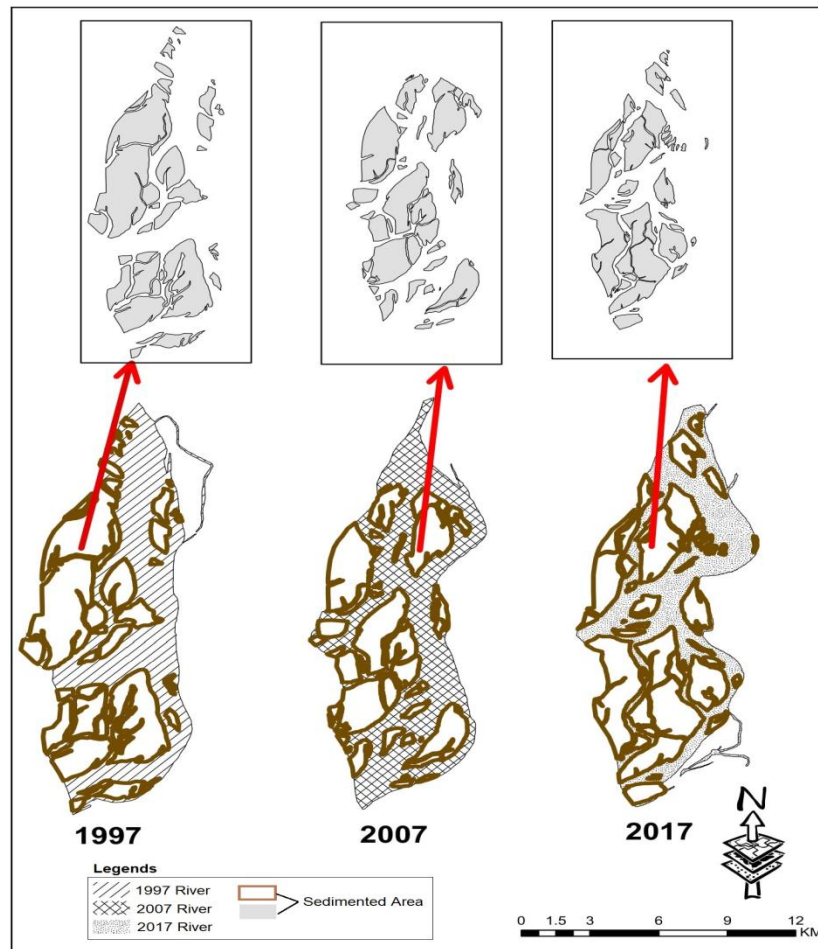 1997
2007
2017
N
Legends
1997 River
2007 River
2017 River
Sedimented Area
0 1.5 3 6 9 12
KM